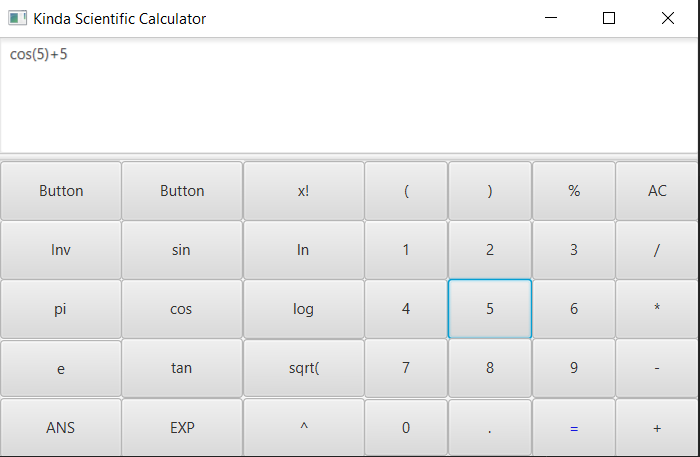 Kinda Scientific Calculator
cos(5)+5
Button Button x! ( ) % AC
Inv sin ln 1 2 3 /
pi cos log 4 5 6 *
e tan sqrt( 7 8 9 -
ANS EXP ^ 0 . = +